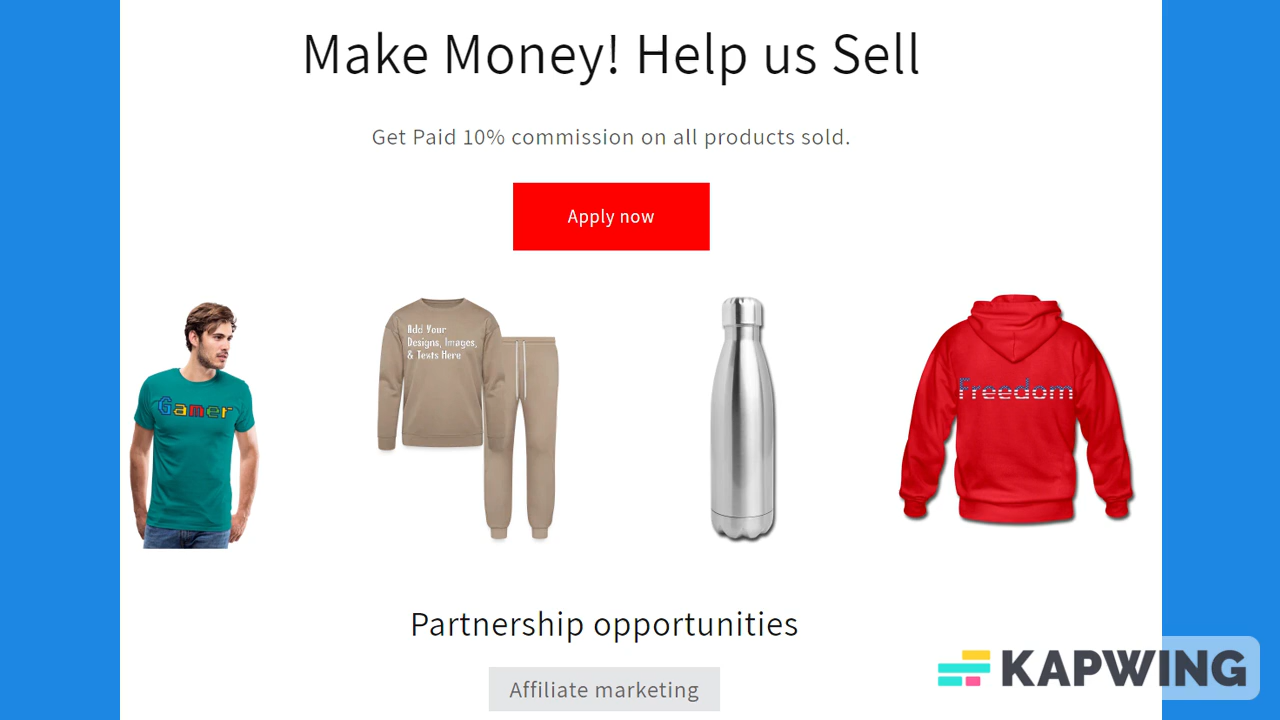 Make Money! Help us Sell
Get Paid 10% commission on all products sold.
Apply now
Gamer
Add Your
Designs, Images,
& Texts Here
Freedom
Partnership opportunities
Affiliate marketing
KAPWING